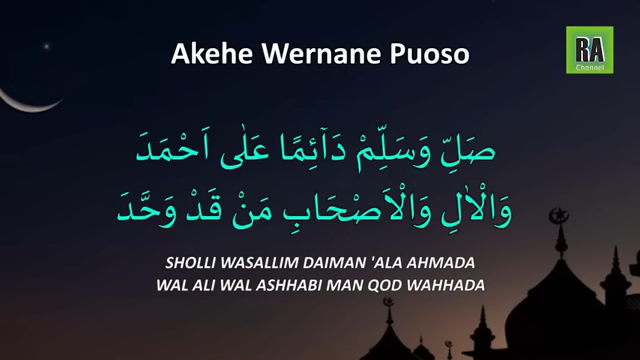 Akehe Wernane Puoso
RA
Channel
صَلِّ وَسَلِّمْ دَآئِمًا عَلٰى اَحْمَدَ
وَالْاٰلِ وَالْاَصْحَابِ مَنْ قَدْ وَحَّدَ
SHOLLI WASALLIM DAIMAN 'ALA AHMADA
WAL ALI WAL ASHHABI MAN QOD WAHHADA